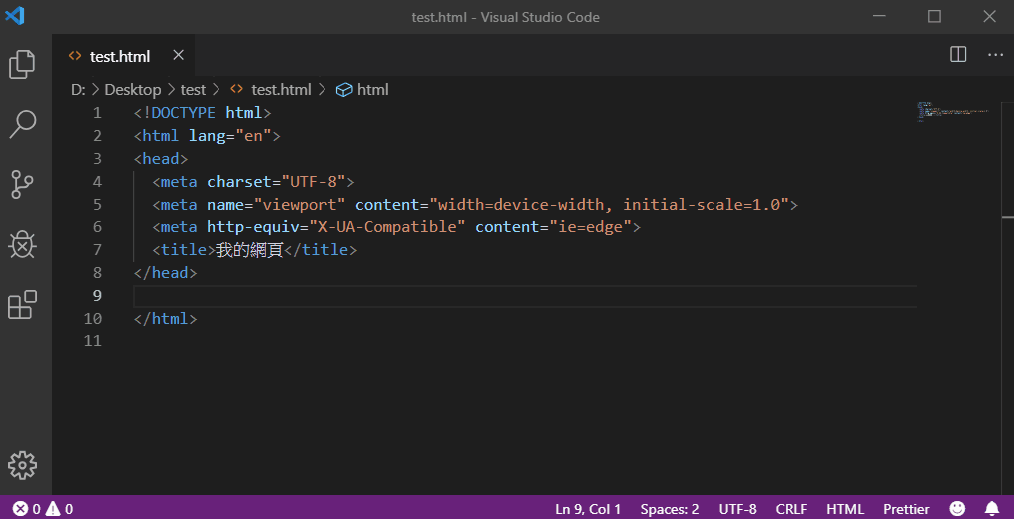 test.html - Visual Studio Code
test.html
D: > Desktop > test > test.html > html
1 <!DOCTYPE html>
2 <html lang="en">
3 <head>
4   <meta charset="UTF-8">
5   <meta name="viewport" content="width=device-width, initial-scale=1.0">
6   <meta http-equiv="X-UA-Compatible" content="ie=edge">
7   <title>我的網頁</title>
8 </head>
9
10 </html>
11
0 0 Ln 9, Col 1 Spaces: 2 UTF-8 CRLF HTML Prettier